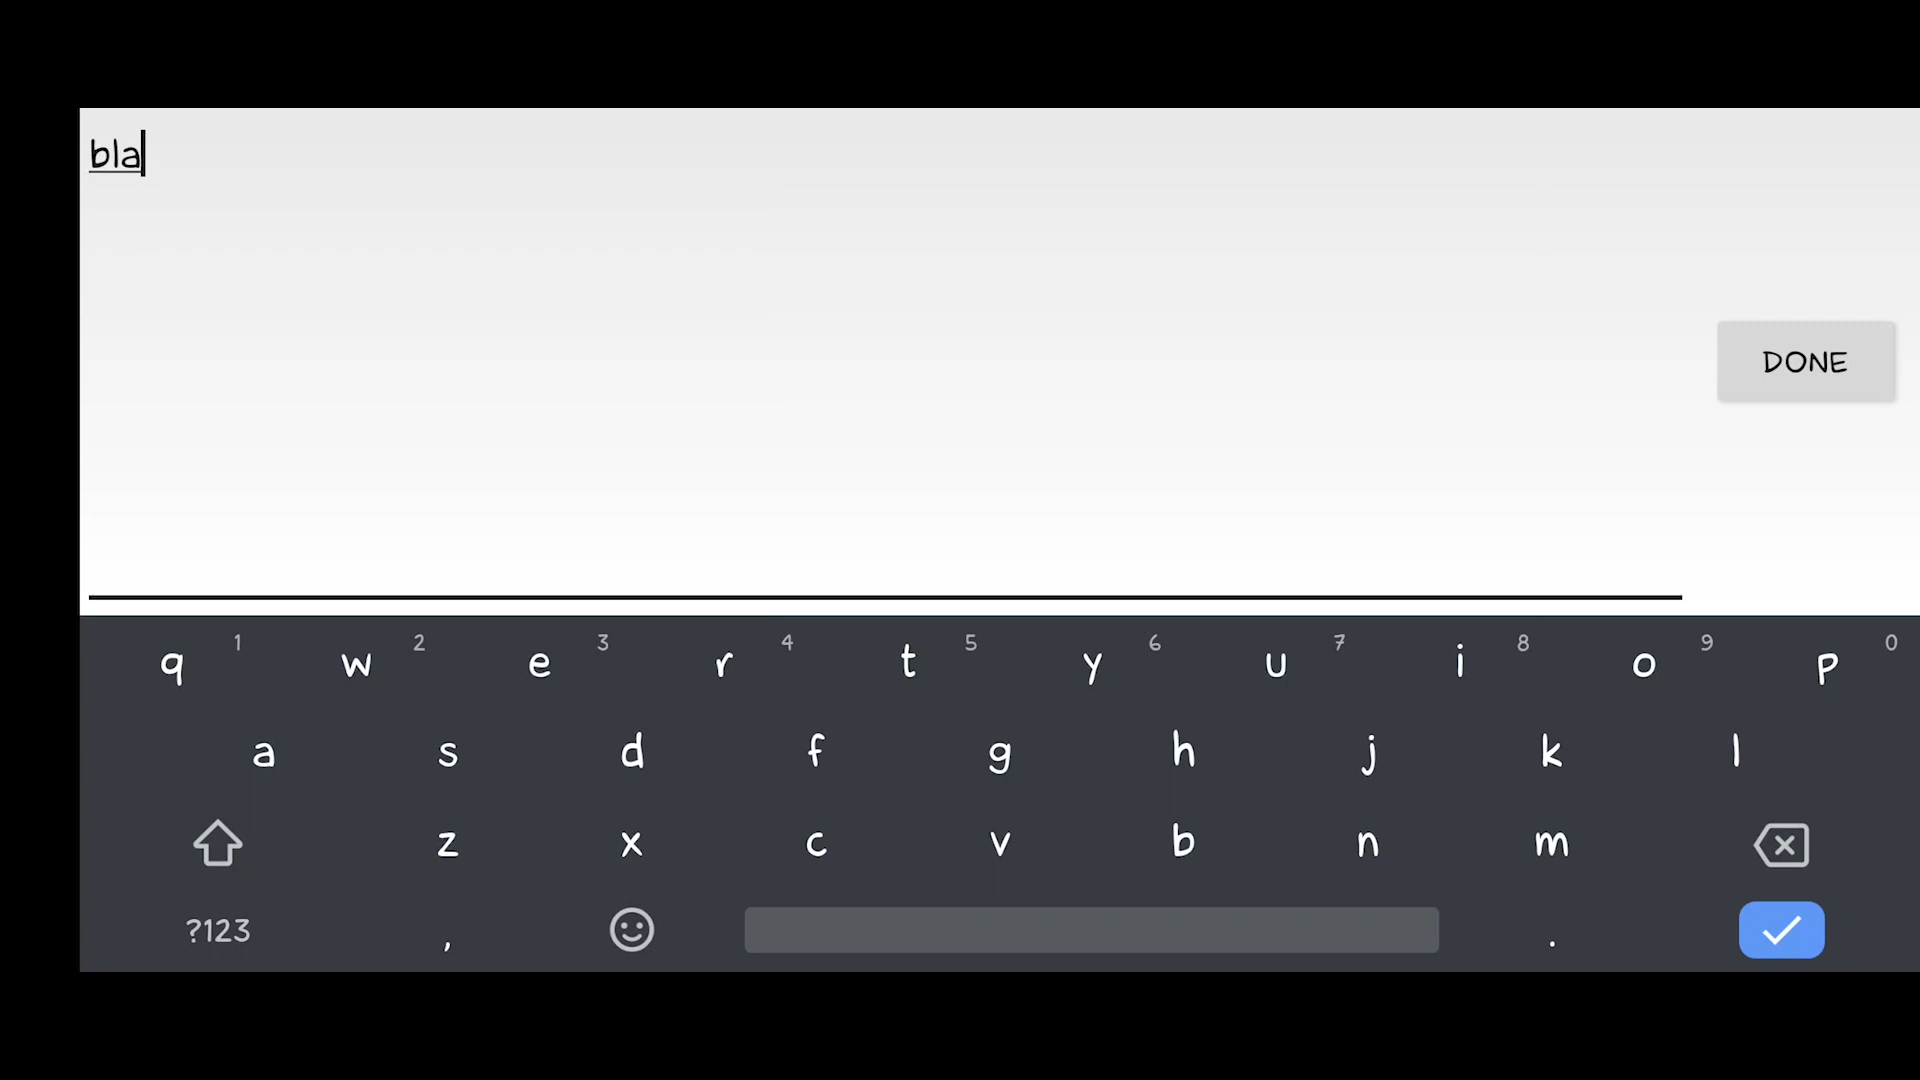 bla
DONE
q 1 w 2 e 3 r 4 t 5 y 6 u 7 i 8 o 9 p 0
a s d f g h j k l
z x c v b n m
?123 , .